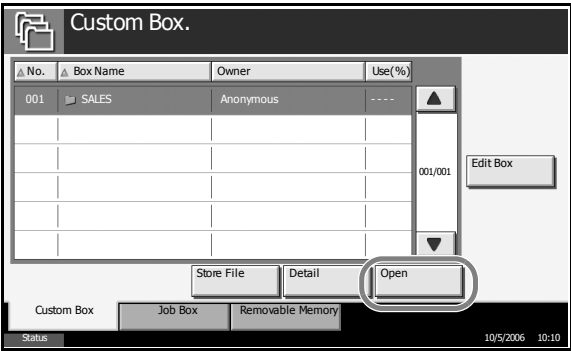 Custom Box.
No. Box Name Owner Use(%)
001 SALES Anonymous ----
001/001
Edit Box
Store File Detail Open
Custom Box Job Box Removable Memory
Status 10/5/2006 10:10